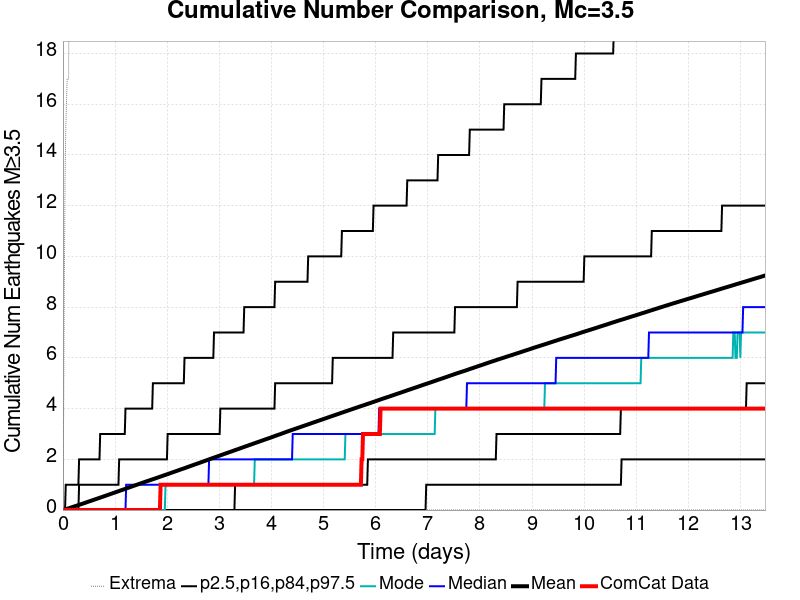 Cumulative Number Comparison, Mc=3.5
Cumulative Num Earthquakes M≥3.5
18
16
14
12
10
8
6
4
2
0
0 1 2 3 4 5 6 7 8 9 10 11 12 13
Time (days)
Extrema p2.5,p16,p84,p97.5 Mode Median Mean ComCat Data